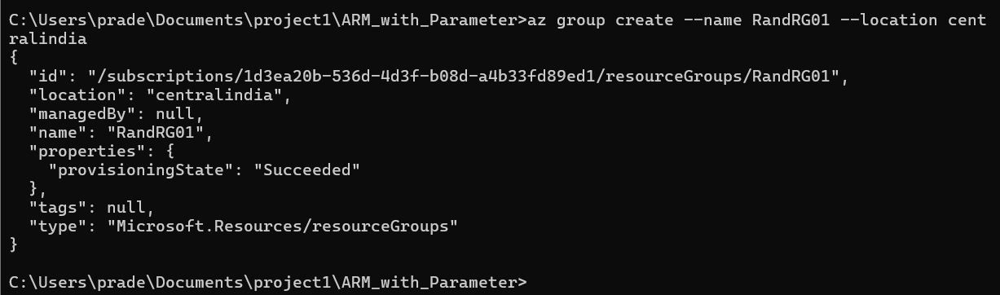 C:\Users\prade\Documents\project1\ARM_with_Parameter>az group create --name RandRG01 --location cent
ralindia
{
  "id": "/subscriptions/1d3ea20b-536d-4d3f-b08d-a4b33fd89ed1/resourceGroups/RandRG01",
  "location": "centralindia",
  "managedBy": null,
  "name": "RandRG01",
  "properties": {
    "provisioningState": "Succeeded"
  },
  "tags": null,
  "type": "Microsoft.Resources/resourceGroups"
}
C:\Users\prade\Documents\project1\ARM_with_Parameter>